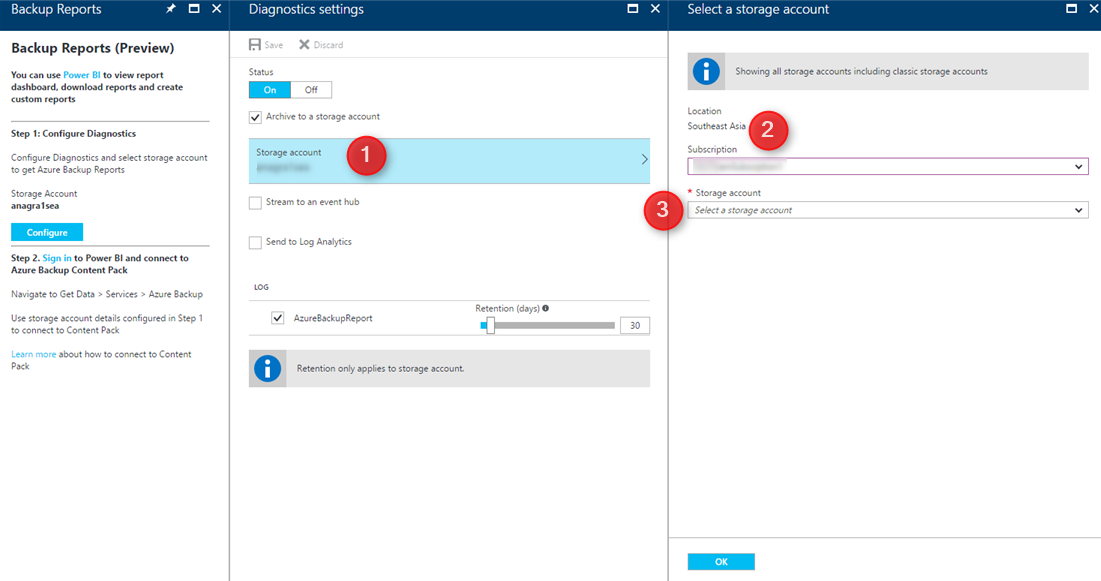 Backup Reports
Backup Reports (Preview)
You can use Power BI to view report
dashboard, download reports and create
custom reports
Step 1: Configure Diagnostics
Configure Diagnostics and select storage account
to get Azure Backup Reports
Storage Account
anagra1sea
Configure
Step 2. Sign in to Power BI and connect to
Azure Backup Content Pack
Navigate to Get Data > Services > Azure Backup
Use storage account details configured in Step 1
to connect to Content Pack
Learn more about how to connect to Content
Pack
Diagnostics settings
Save Discard
Status
On Off
Archive to a storage account
Storage account
1
Stream to an event hub
Send to Log Analytics
LOG
AzureBackupReport
Retention (days)
30
Retention only applies to storage account.
Select a storage account
Showing all storage accounts including classic storage accounts
Location
Southeast Asia
2
Subscription
3
* Storage account
Select a storage account
OK